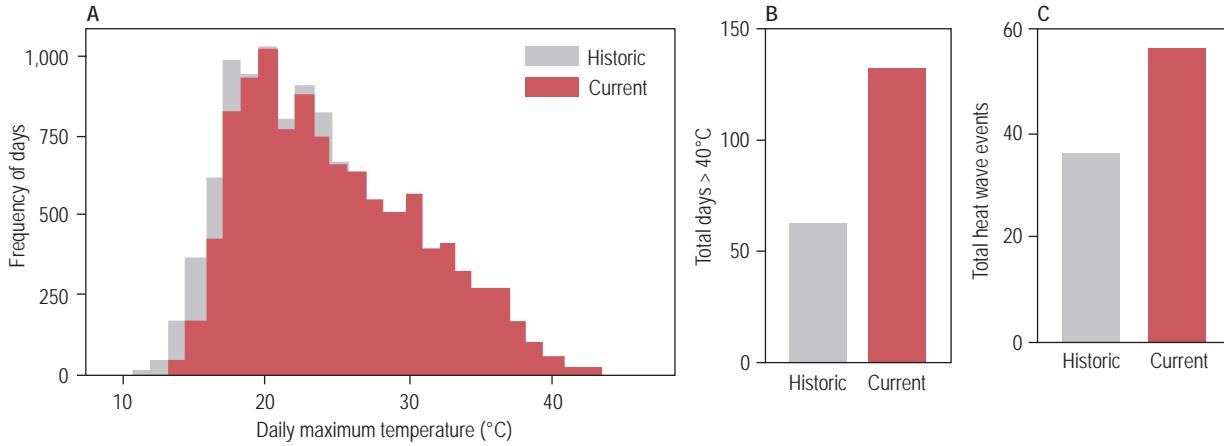 A
Frequency of days
1,000
750
500
250
0
10
20
30
40
Daily maximum temperature (°C)
Historic
Current
B
Total days > 40°C
150
100
50
0
Historic
Current
C
Total heat wave events
60
40
20
0
Historic
Current